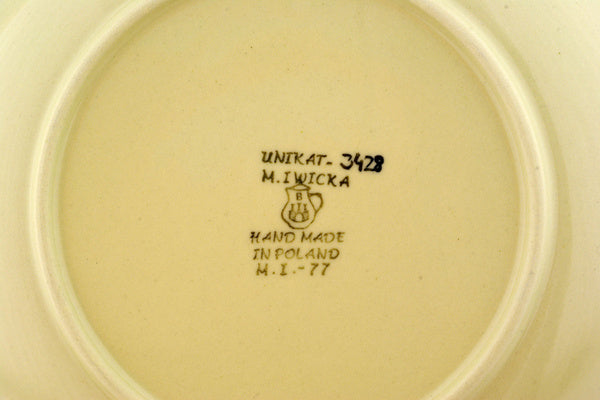 UNIKAT- 3428
M.IWICKA
B
HAND MADE
IN POLAND
M.I.-77